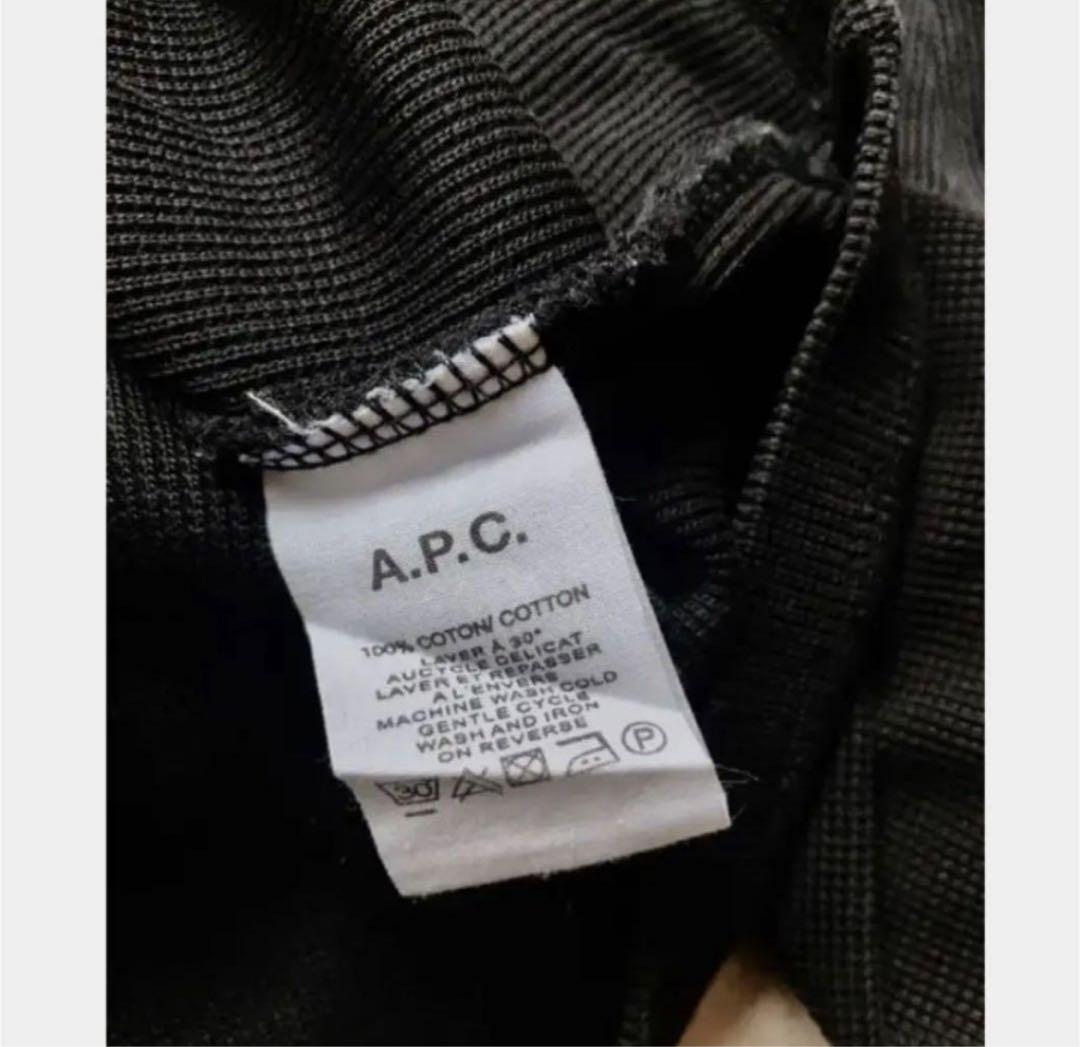 A.P.C.
100% COTON/ COTTON
LAVER À 30°
AU CYCLE DELICAT
LAVER ET REPASSER
A L'ENVERS
MACHINE WASH COLD
GENTLE CYCLE
WASH AND IRON
ON REVERSE
30 P